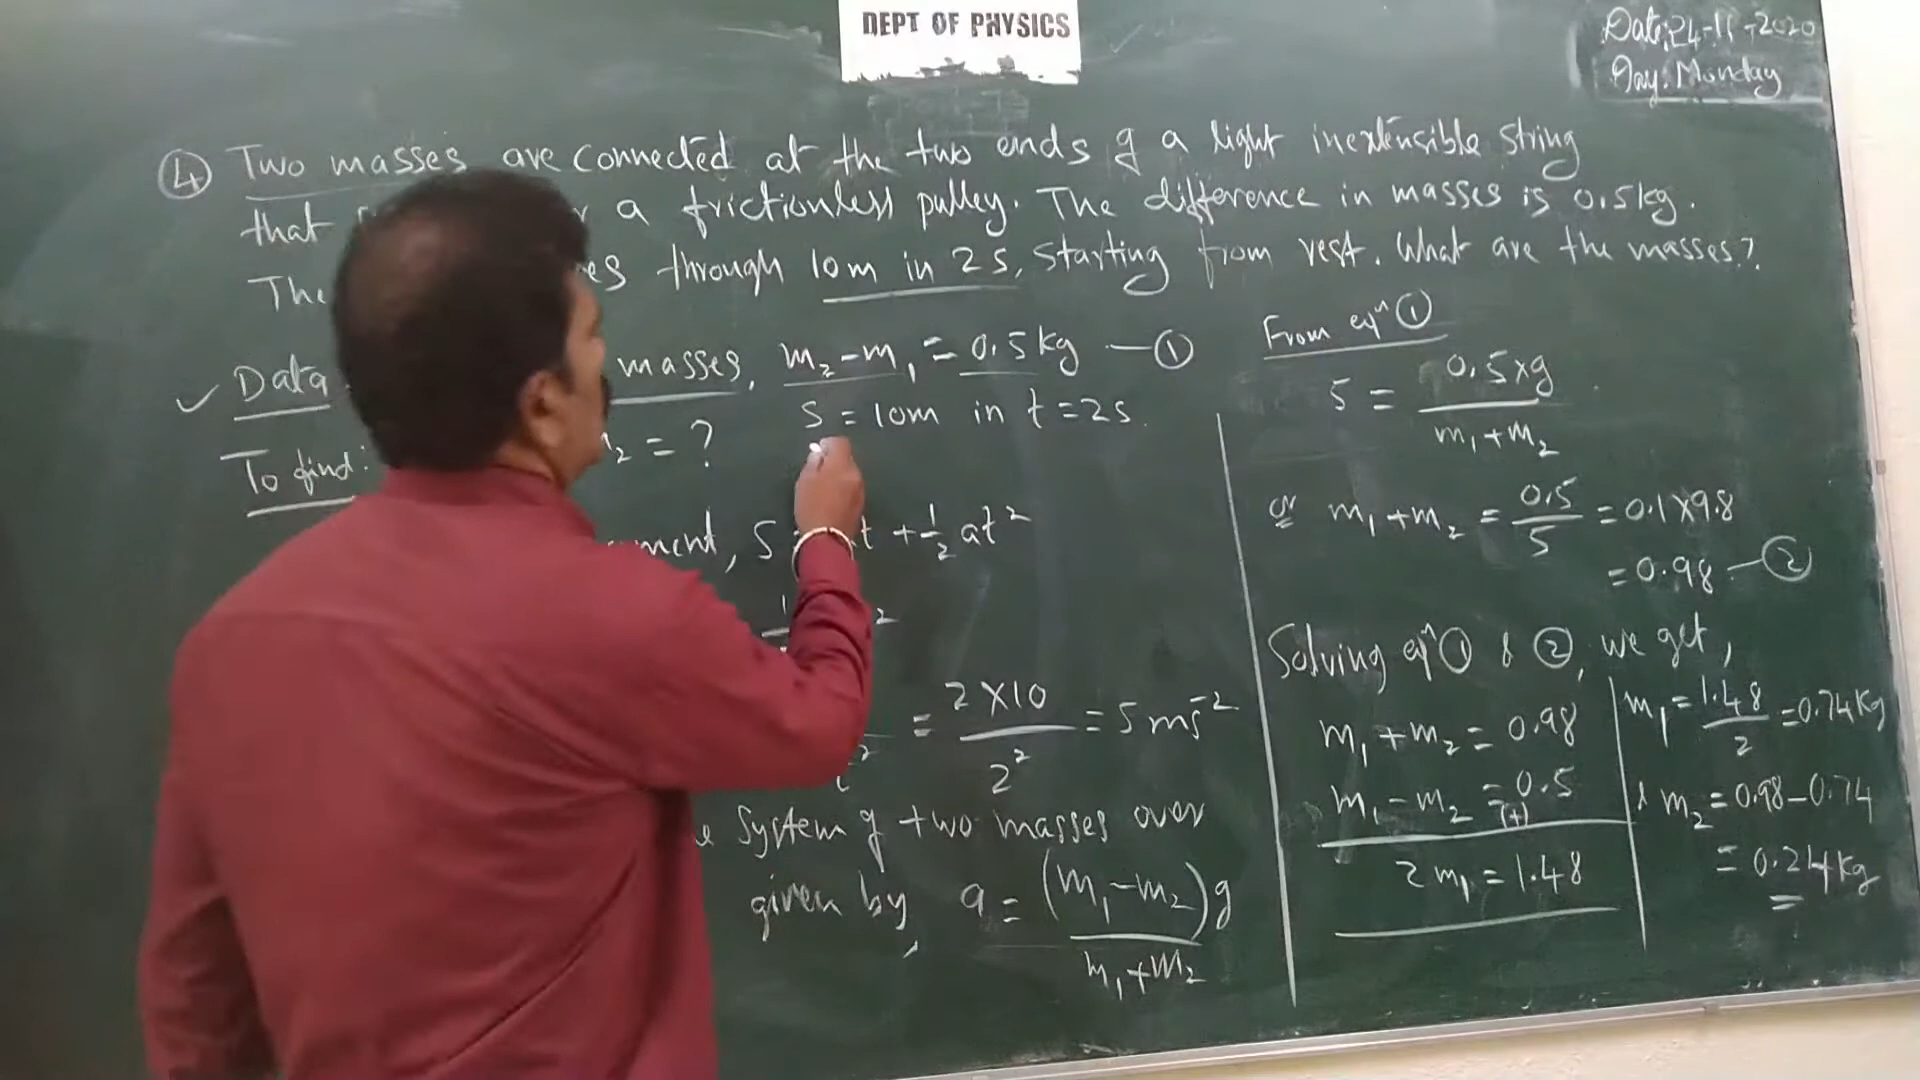 DEPT OF PHYSICS
Date: 24-11-2020
Day: Monday
④ Two masses are connected at the two ends of a light inextensible string
that a frictionless pulley. The difference in masses is 0.5kg.
The through 10m in 2s, starting from rest. What are the masses?
✓ Data masses, m₂-m₁ = 0.5kg —①
S = 10m in t=2s.
To find: = ?
S t + ½ at²
1 2
= 2×10 / 2² = 5 ms⁻²
System of two masses over
given by, a = (m₁-m₂)g / m₁+m₂
From eqⁿ ①
5 = 0.5×g / m₁+m₂
or m₁+m₂ = 0.5/5 = 0.1×9.8
= 0.98 —②
Solving eqⁿ ① & ②, we get,
m₁+m₂ = 0.98
m₁-m₂ = 0.5
(+)
2m₁ = 1.48
m₁ = 1.48/2 = 0.74kg
& m₂ = 0.98-0.74
= 0.24kg